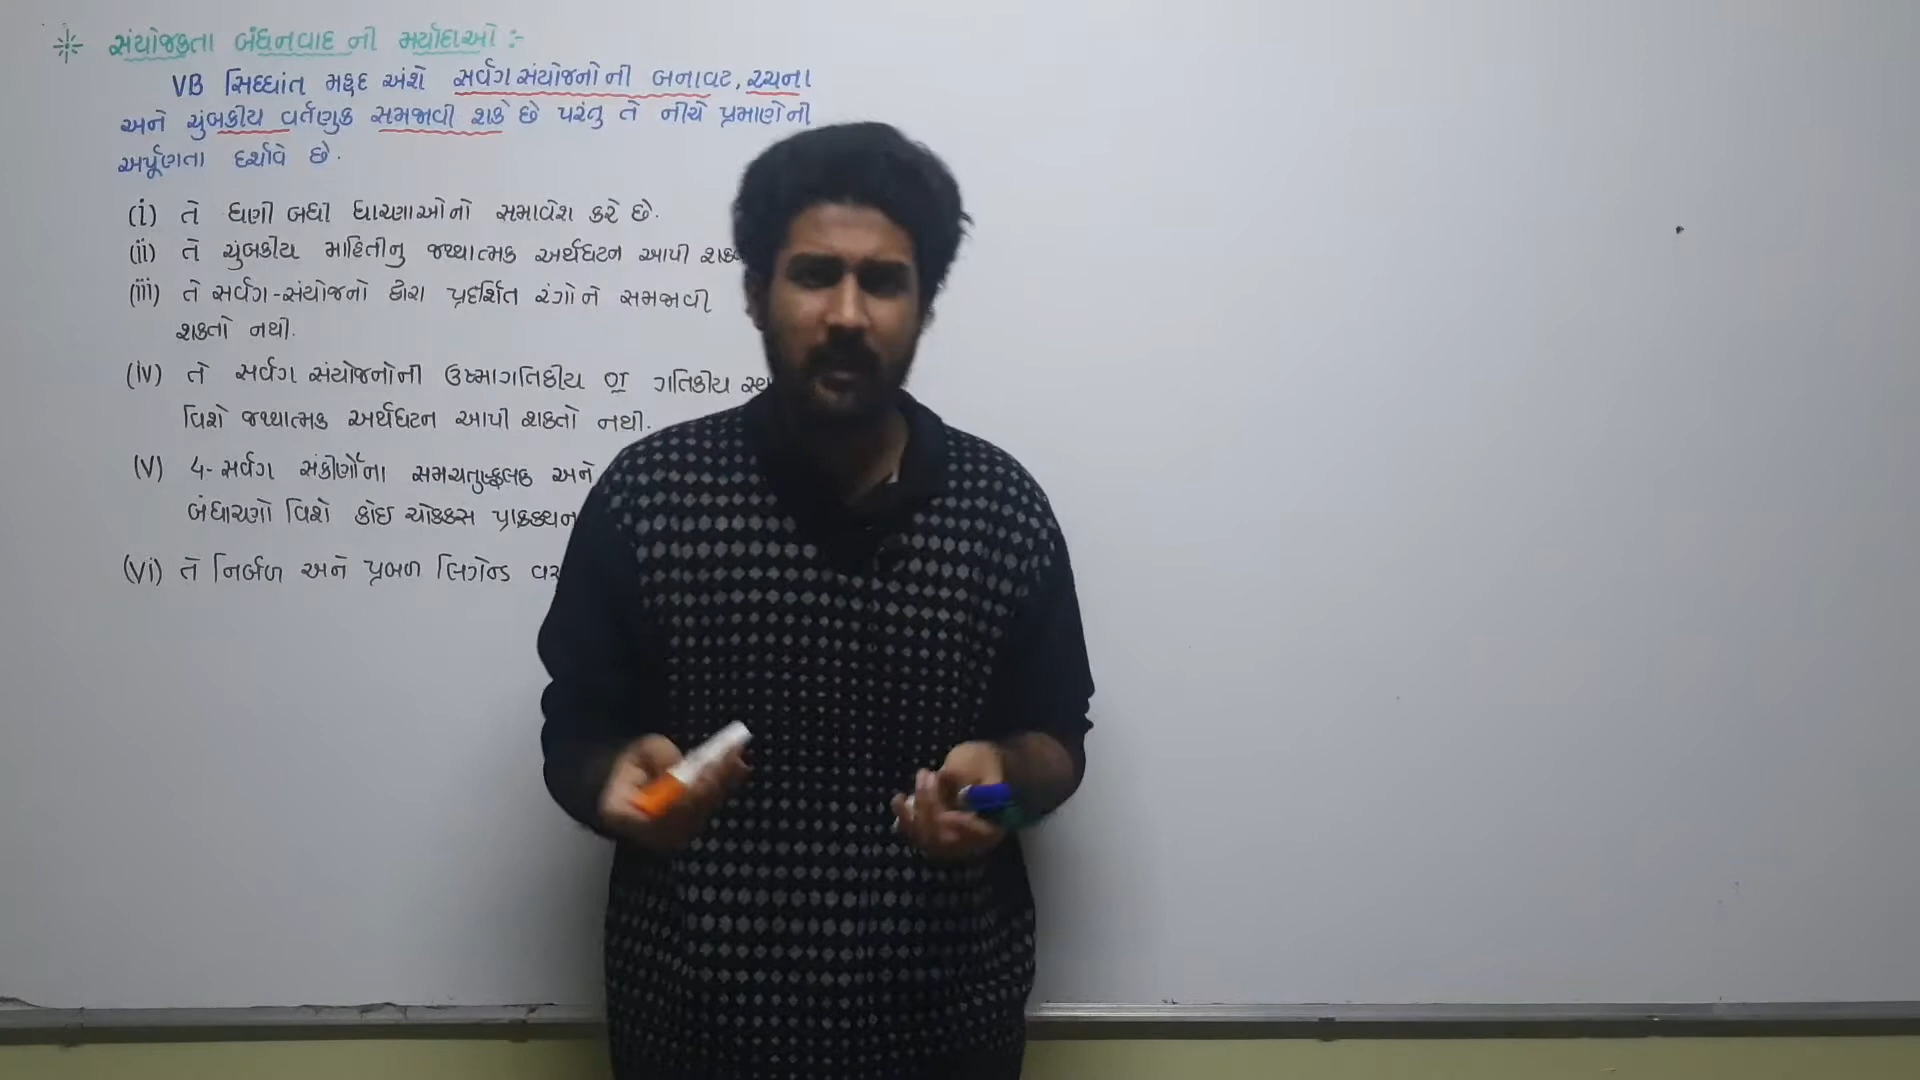 સંયોજકતા બંધનવાદ ની મર્યાદાઓ :-
VB સિધ્ધાંત મહદ અંશે સર્વગ સંયોજનો ની બનાવટ, રચના
અને ચુંબકીય વર્તણુક સમજાવી શકે છે પરંતુ તે નીચે પ્રમાણેની
અર્પૂણતા દર્શાવે છે.
(i) તે ઘણી બધી ધારણાઓનો સમાવેશ કરે છે.
(ii) તે ચુંબકીય માહિતીનુ જથ્થાત્મક અર્થઘટન આપી
(iii) તે સર્વગ-સંયોજનો દ્વારા પ્રદર્શિત રંગોને સમજાવી
શકતો નથી.
(iv) તે સર્વગ સંયોજનોની ઉષ્માગતિકીય ગતિકીય
વિશે જથ્થાત્મક અર્થઘટન આપી શકતો નથી.
(v) 4-સર્વગ સંકીર્ણોના સમચતુષ્ફલક અને
બંધારણો વિશે કોઇ ચોક્કસ પ્રાક્કથન
(vi) તે નિર્બળ અને પ્રબળ લિગેન્ડ